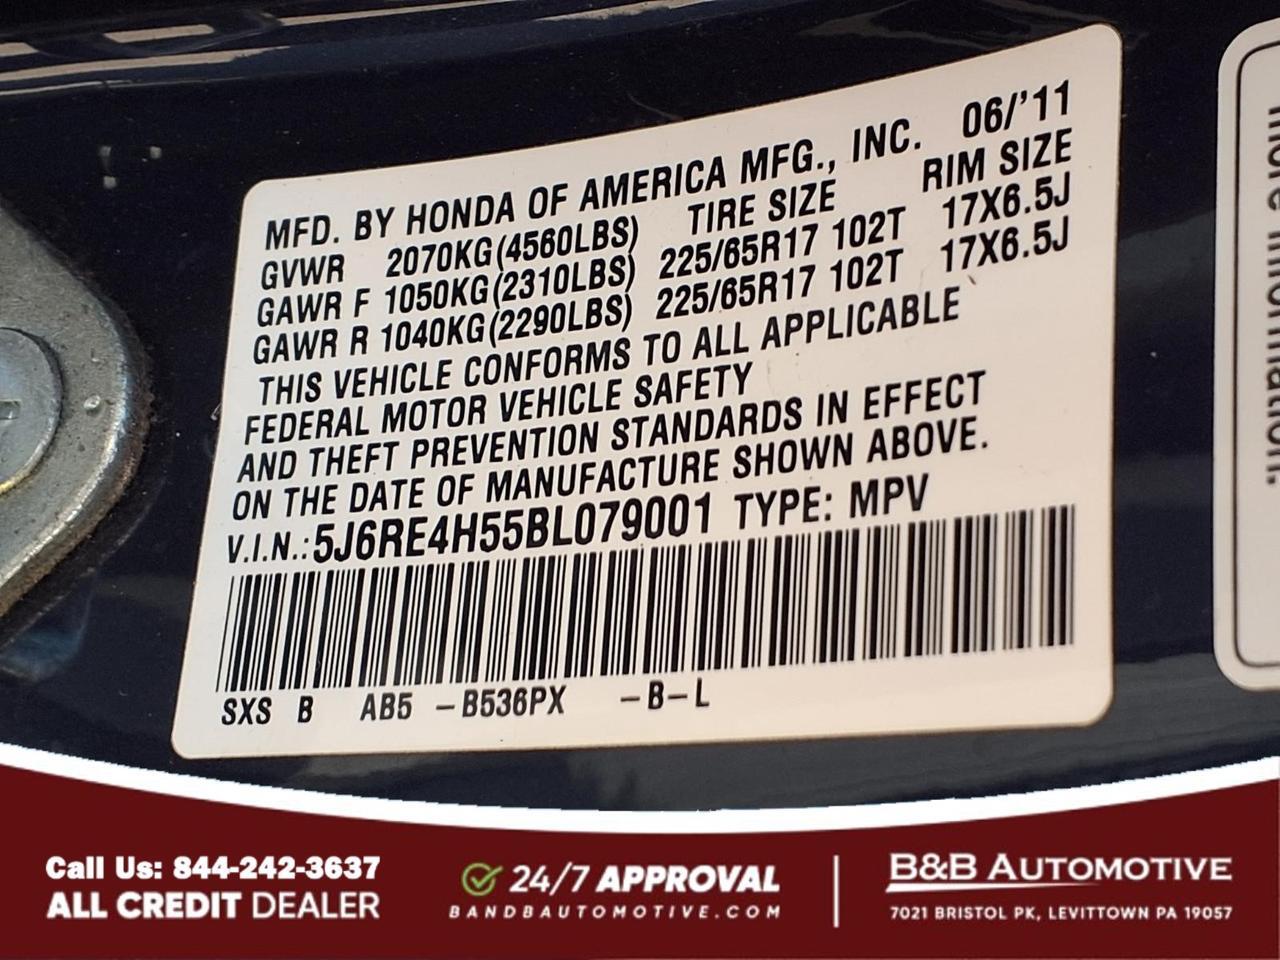 MFD. BY HONDA OF AMERICA MFG., INC. 06/'11
GVWR 2070KG(4560LBS) TIRE SIZE RIM SIZE
GAWR F 1050KG(2310LBS) 225/65R17 102T 17X6.5J
GAWR R 1040KG(2290LBS) 225/65R17 102T 17X6.5J
THIS VEHICLE CONFORMS TO ALL APPLICABLE
FEDERAL MOTOR VEHICLE SAFETY
AND THEFT PREVENTION STANDARDS IN EFFECT
ON THE DATE OF MANUFACTURE SHOWN ABOVE.
V.I.N.:5J6RE4H55BL079001 TYPE: MPV
SXS B AB5 -B536PX -B-L
more information.
Call Us: 844-242-3637
ALL CREDIT DEALER
24/7 APPROVAL
BANDBAUTOMOTIVE.COM
B&B AUTOMOTIVE
7021 BRISTOL PK, LEVITTOWN PA 19057